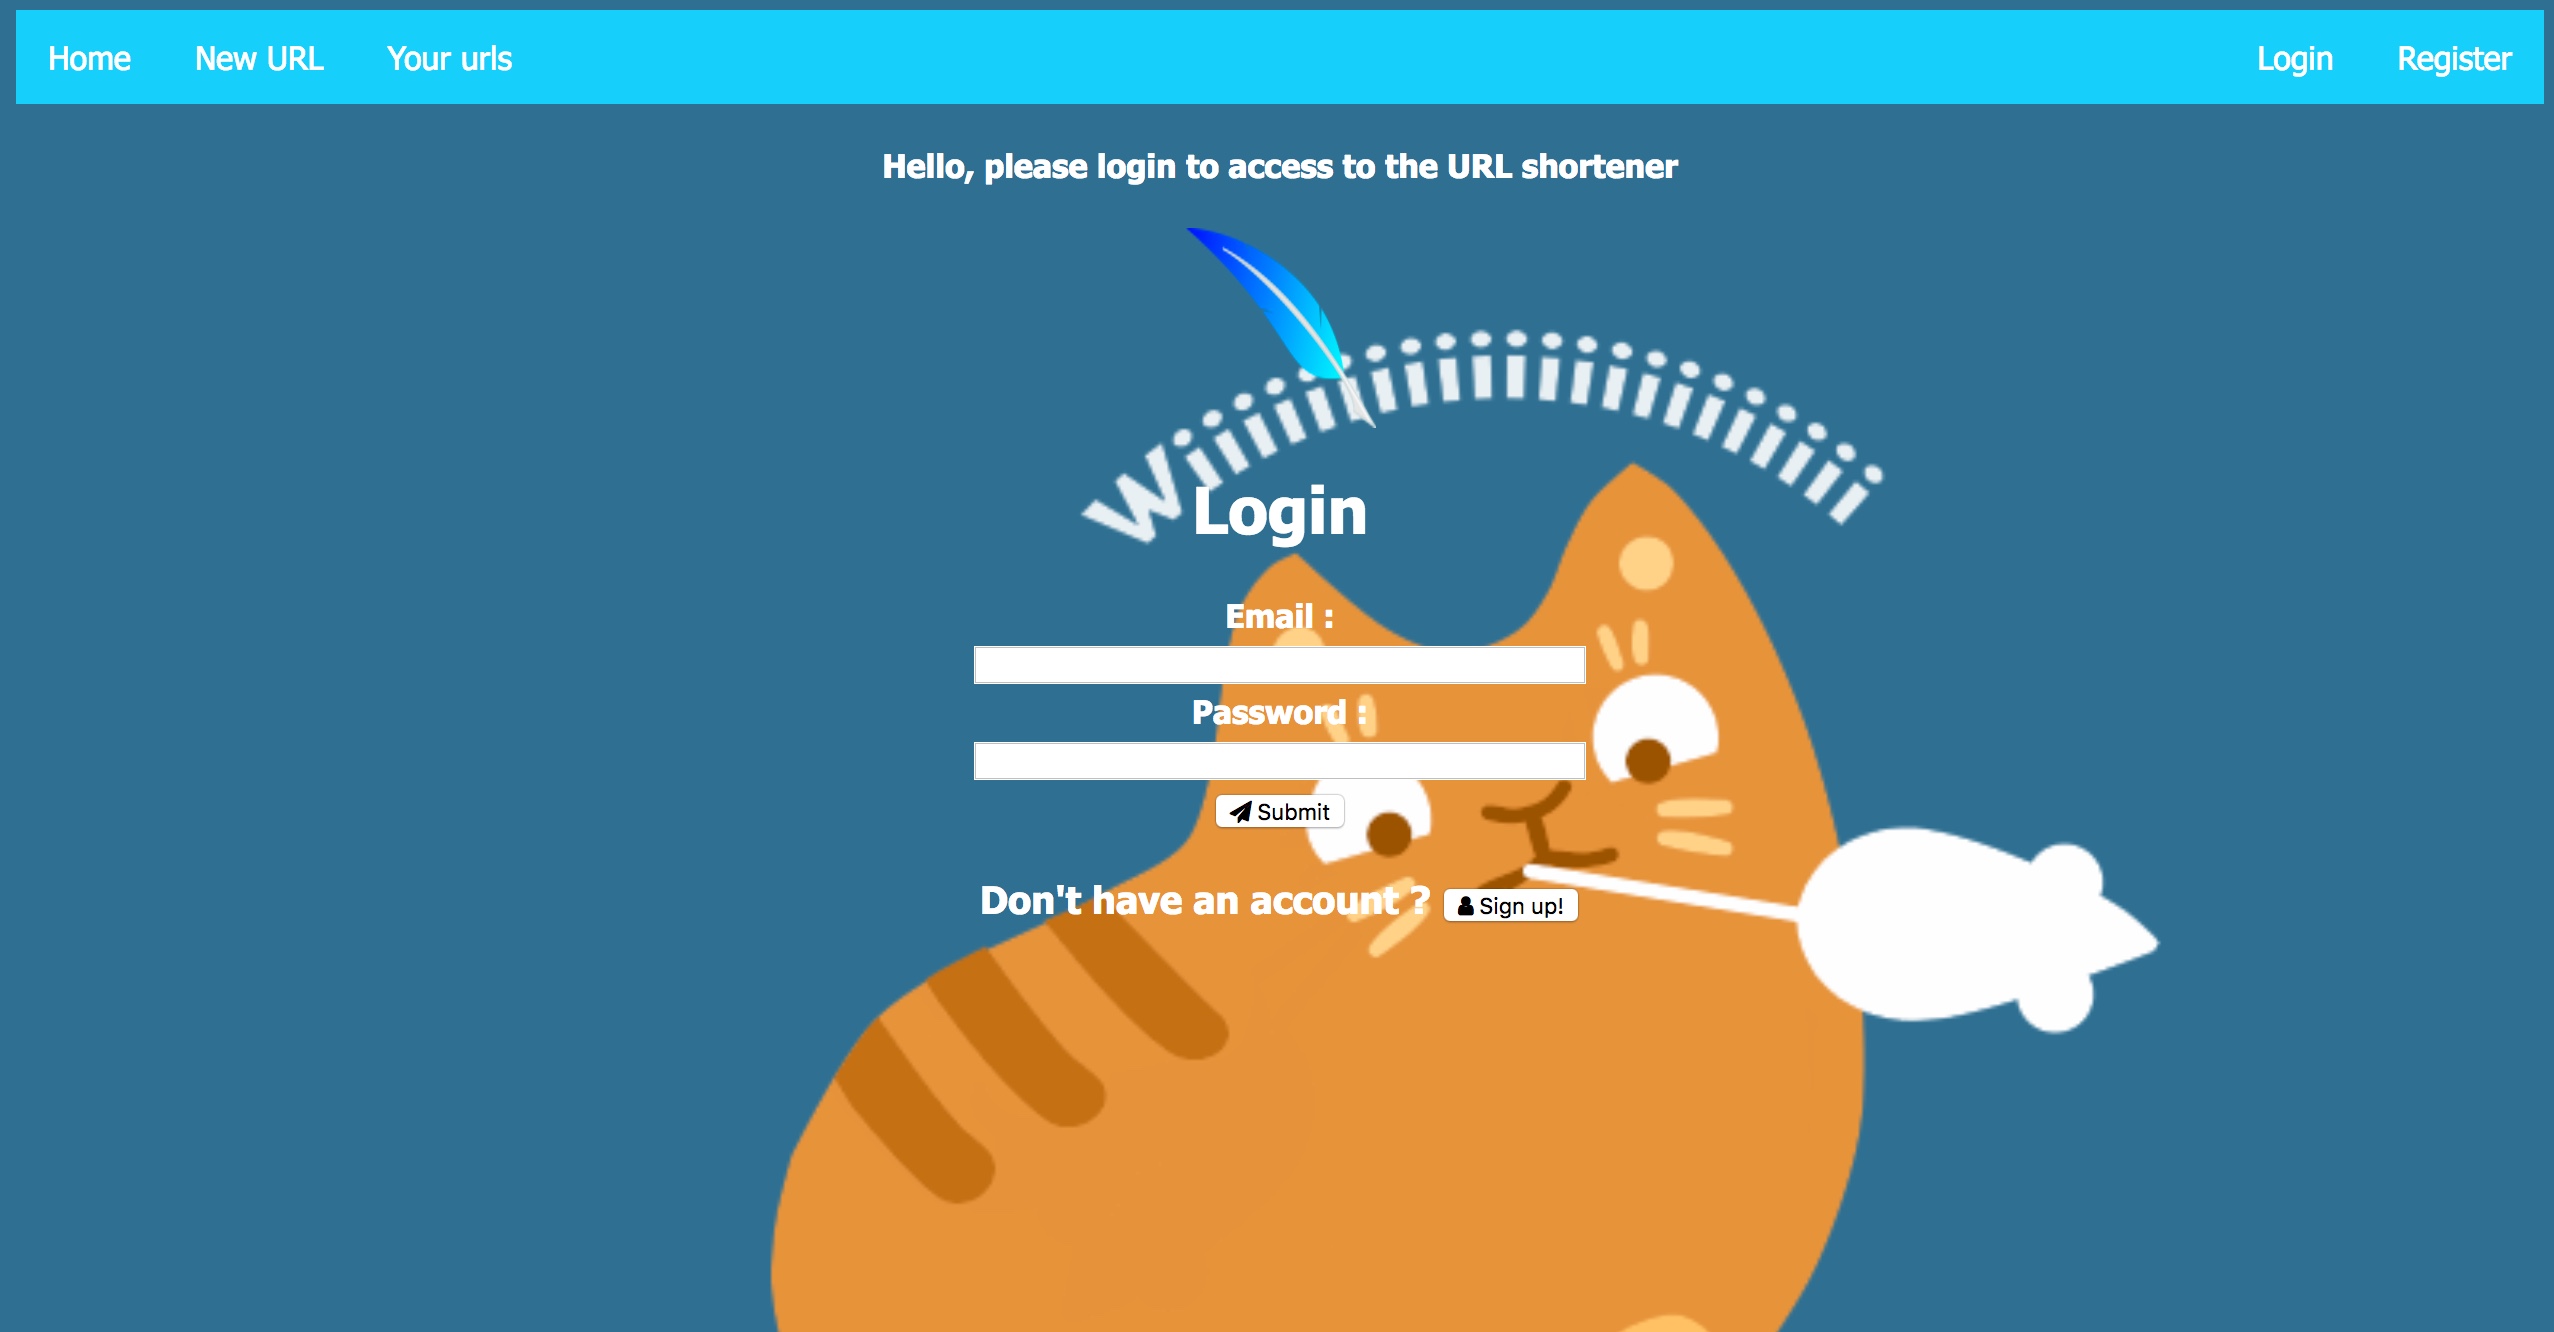 Home New URL Your urls Login Register
Hello, please login to access to the URL shortener
Wiiiiiiiiiiiiiiiiiiiiii
Login
Email :
Password :
Submit
Don't have an account ? Sign up!